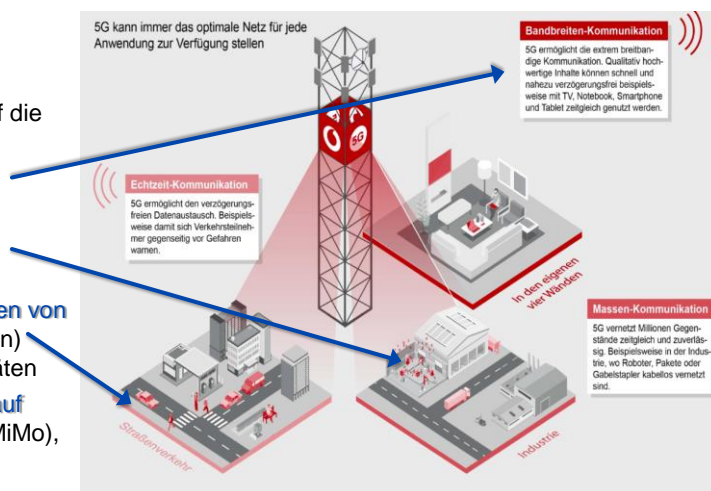 5G kann immer das optimale Netz für jede
Anwendung zur Verfügung stellen
Bandbreiten-Kommunikation
5G ermöglicht die extrem breitban-
dige Kommunikation. Qualitativ hoch-
wertige Inhalte können schnell und
nahezu verzögerungsfrei beispiels-
weise mit TV, Notebook, Smartphone
und Tablet zeitgleich genutzt werden.
f die
5G
Echtzeit-Kommunikation
5G ermöglicht den verzögerungs-
freien Datenaustausch. Beispiels-
weise damit sich Verkehrsteilneh-
mer gegenseitig vor Gefahren
warnen.
In den eigenen
vier Wänden
Massen-Kommunikation
5G vernetzt Millionen Gegen-
stände zeitgleich und zuverläs-
sig. Beispielsweise in der Indus-
trie, wo Roboter, Pakete oder
Gabelstapler kabellos vernetzt
sind.
en von
n)
äten
auf
MiMo),
Straßenverkehr
Industrie